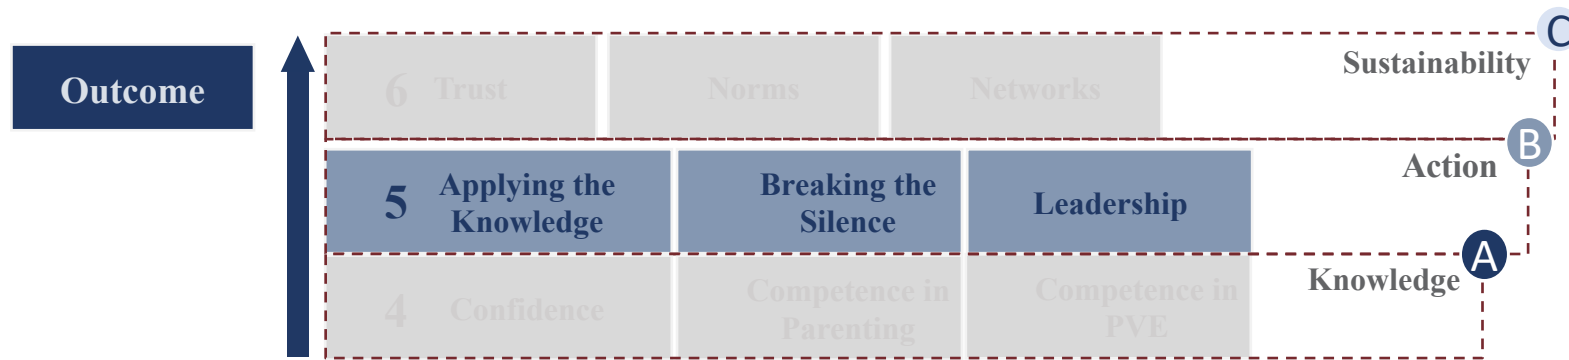 Outcome
6 Trust Norms Networks
Sustainability
C
B
Action
5 Applying the Knowledge
Breaking the Silence
Leadership
A
Knowledge
4 Confidence
Competence in Parenting
Competence in PVE